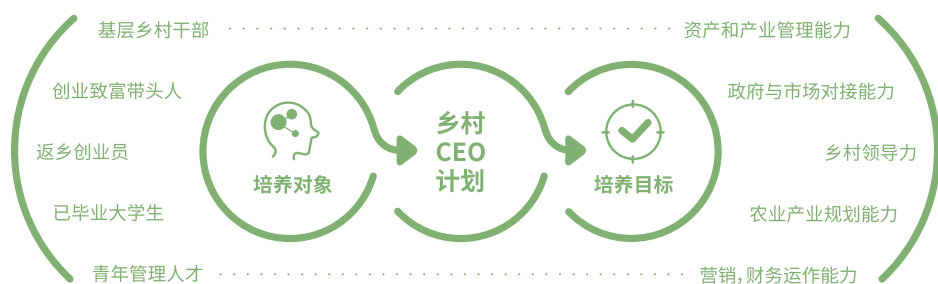 基层乡村干部
资产和产业管理能力
创业致富带头人
政府与市场对接能力
乡村
CEO
计划
返乡创业员
乡村领导力
培养对象
培养目标
已毕业大学生
农业产业规划能力
青年管理人才
营销，财务运作能力